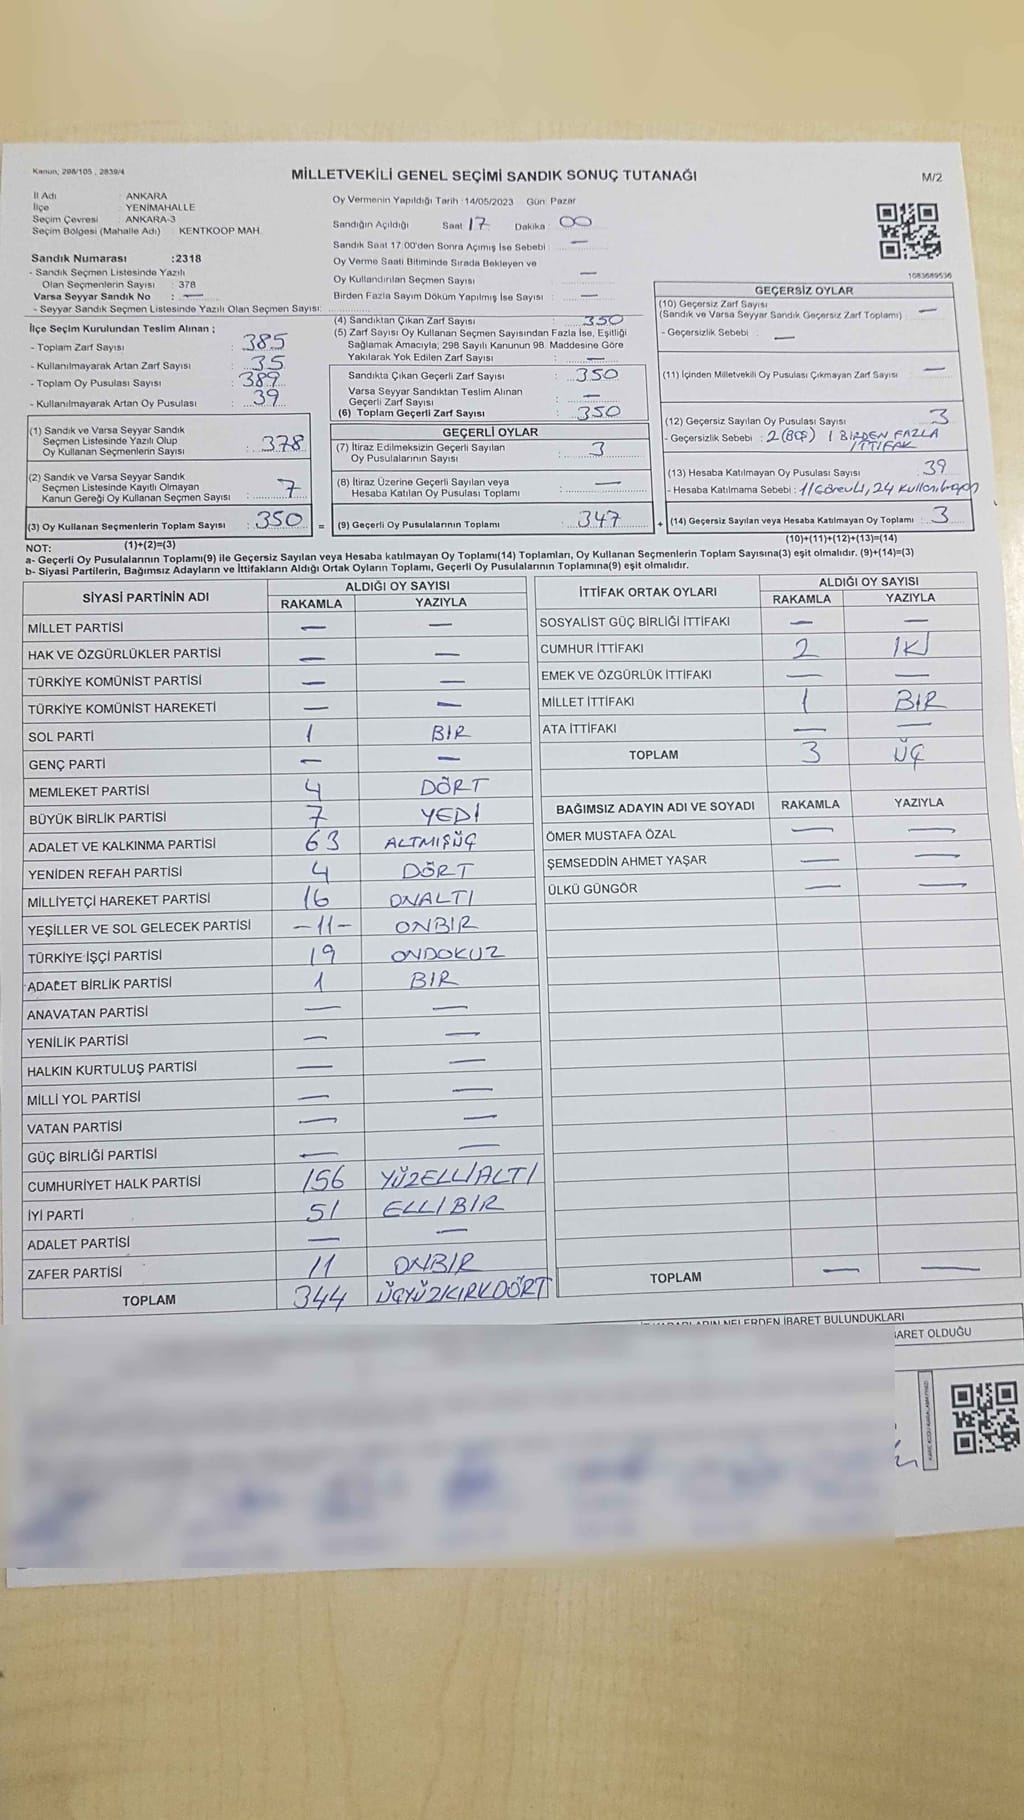 Kanun, 298/105 , 2839/4
MİLLETVEKİLİ GENEL SEÇİMİ SANDIK SONUÇ TUTANAĞI
M/2
İl Adı : ANKARA
İlçe : YENİMAHALLE
Seçim Çevresi : ANKARA-3
Seçim Bölgesi (Mahalle Adı) : KENTKOOP MAH.
Sandık Numarası :2318
- Sandık Seçmen Listesinde Yazılı
Olan Seçmenlerin Sayısı : 378
Varsa Seyyar Sandık No : —
- Seyyar Sandık Seçmen Listesinde Yazılı Olan Seçmen Sayısı:
Oy Vermenin Yapıldığı Tarih :14/05/2023 Gün: Pazar
Sandığın Açıldığı Saat 17 Dakika : 00
Sandık Saat 17:00'den Sonra Açımış İse Sebebi : —
Oy Verme Saati Bitiminde Sırada Bekleyen ve
Oy Kullandırılan Seçmen Sayısı : —
Birden Fazla Sayım Döküm Yapılmış İse Sayısı : —
1083689536
İlçe Seçim Kurulundan Teslim Alınan ;
- Toplam Zarf Sayısı : 385
- Kullanılmayarak Artan Zarf Sayısı : 35
- Toplam Oy Pusulası Sayısı : 389
- Kullanılmayarak Artan Oy Pusulası : 39
(1) Sandık ve Varsa Seyyar Sandık
Seçmen Listesinde Yazılı Olup
Oy Kullanan Seçmenlerin Sayısı : 378
(2) Sandık ve Varsa Seyyar Sandık
Seçmen Listesinde Kayıtlı Olmayan
Kanun Gereği Oy Kullanan Seçmen Sayısı : 7
(3) Oy Kullanan Seçmenlerin Toplam Sayısı : 350
(1)+(2)=(3)
(4) Sandıktan Çıkan Zarf Sayısı : 350
(5) Zarf Sayısı Oy Kullanan Seçmen Sayısından Fazla İse, Eşitliği
Sağlamak Amacıyla; 298 Sayılı Kanunun 98. Maddesine Göre
Yakılarak Yok Edilen Zarf Sayısı : —
Sandıkta Çıkan Geçerli Zarf Sayısı : 350
Varsa Seyyar Sandıktan Teslim Alınan
Geçerli Zarf Sayısı : —
(6) Toplam Geçerli Zarf Sayısı : 350
GEÇERLİ OYLAR
(7) İtiraz Edilmeksizin Geçerli Sayılan
Oy Pusulalarının Sayısı : 3
(8) İtiraz Üzerine Geçerli Sayılan veya
Hesaba Katılan Oy Pusulası Toplamı : —
= (9) Geçerli Oy Pusulalarının Toplamı : 347
GEÇERSİZ OYLAR
(10) Geçersiz Zarf Sayısı
(Sandık ve Varsa Seyyar Sandık Geçersiz Zarf Toplamı) : —
- Geçersizlik Sebebi : —
(11) İçinden Milletvekili Oy Pusulası Çıkmayan Zarf Sayısı : —
(12) Geçersiz Sayılan Oy Pusulası Sayısı : 3
- Geçersizlik Sebebi : 2(BOŞ) 1 BİRDEN FAZLA
İTTİFAK
(13) Hesaba Katılmayan Oy Pusulası Sayısı 39
- Hesaba Katılmama Sebebi :
+ (14) Geçersiz Sayılan veya Hesaba Katılmayan Oy Toplamı : 3
(10)+(11)+(12)+(13)=(14)
NOT:
a- Geçerli Oy Pusulalarının Toplamı(9) ile Geçersiz Sayılan veya Hesaba katılmayan Oy Toplamı(14) Toplamları, Oy Kullanan Seçmenlerin Toplam Sayısına(3) eşit olmalıdır. (9)+(14)=(3)
b- Siyasi Partilerin, Bağımsız Adayların ve İttifakların Aldığı Ortak Oyların Toplamı, Geçerli Oy Pusulalarının Toplamına(9) eşit olmalıdır.
SİYASİ PARTİNİN ADI ALDIĞI OY SAYISI
RAKAMLA YAZIYLA
MİLLET PARTİSİ — —
HAK VE ÖZGÜRLÜKLER PARTİSİ — —
TÜRKİYE KOMÜNİST PARTİSİ — —
TÜRKİYE KOMÜNİST HAREKETİ — —
SOL PARTİ 1 BİR
GENÇ PARTİ — —
MEMLEKET PARTİSİ 4 DÖRT
BÜYÜK BİRLİK PARTİSİ 7 YEDİ
ADALET VE KALKINMA PARTİSİ 63 ALTMIŞÜÇ
YENİDEN REFAH PARTİSİ 4 DÖRT
MİLLİYETÇİ HAREKET PARTİSİ 16 ONALTI
YEŞİLLER VE SOL GELECEK PARTİSİ -11- ONBİR
TÜRKİYE İŞÇİ PARTİSİ 19 ONDOKUZ
ADALET BİRLİK PARTİSİ 1 BİR
ANAVATAN PARTİSİ — —
YENİLİK PARTİSİ — —
HALKIN KURTULUŞ PARTİSİ — —
MİLLİ YOL PARTİSİ — —
VATAN PARTİSİ — —
GÜÇ BİRLİĞİ PARTİSİ — —
CUMHURİYET HALK PARTİSİ 156 YÜZELLİALTI
İYİ PARTİ 51 ELLİBİR
ADALET PARTİSİ — —
ZAFER PARTİSİ 11 ONBİR
TOPLAM 344 ÜÇYÜZKIRKDÖRT
İTTİFAK ORTAK OYLARI ALDIĞI OY SAYISI
RAKAMLA YAZIYLA
SOSYALİST GÜÇ BİRLİĞİ İTTİFAKI — —
CUMHUR İTTİFAKI 2 İKİ
EMEK VE ÖZGÜRLÜK İTTİFAKI — —
MİLLET İTTİFAKI 1 BİR
ATA İTTİFAKI — —
TOPLAM 3 ÜÇ
BAĞIMSIZ ADAYIN ADI VE SOYADI RAKAMLA YAZIYLA
ÖMER MUSTAFA ÖZAL — —
ŞEMSEDDİN AHMET YAŞAR — —
ÜLKÜ GÜNGÖR — —
TOPLAM — —
NELERDEN İBARET BULUNDUKLARI
OLDUĞU